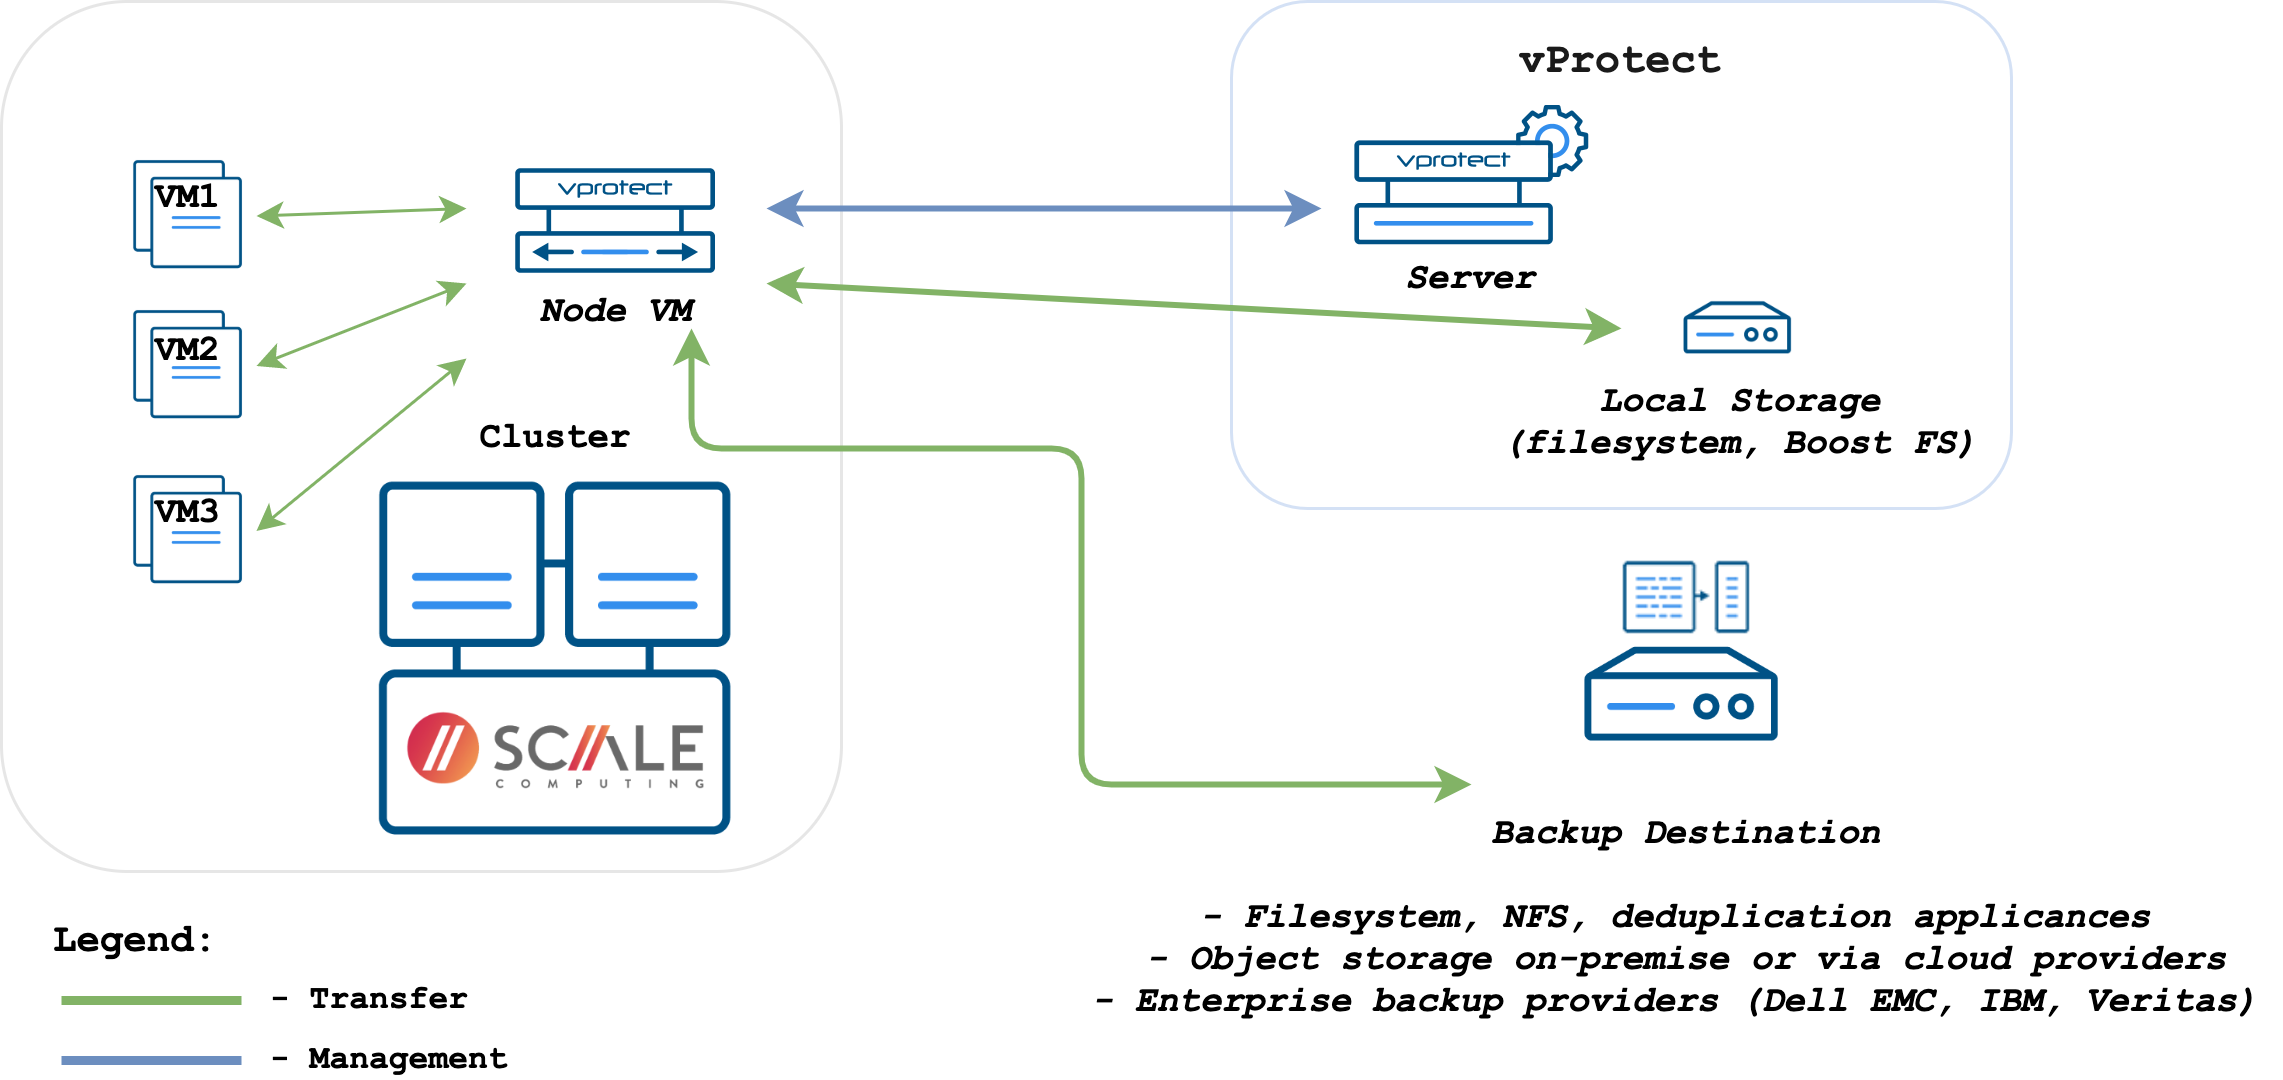 vProtect
vprotect
Server
Local Storage
(filesystem, Boost FS)
VM1
VM2
VM3
vprotect
Node VM
Cluster
SCALE
COMPUTING
Backup Destination
- Filesystem, NFS, deduplication applicances
- Object storage on-premise or via cloud providers
- Enterprise backup providers (Dell EMC, IBM, Veritas)
Legend:
- Transfer
- Management